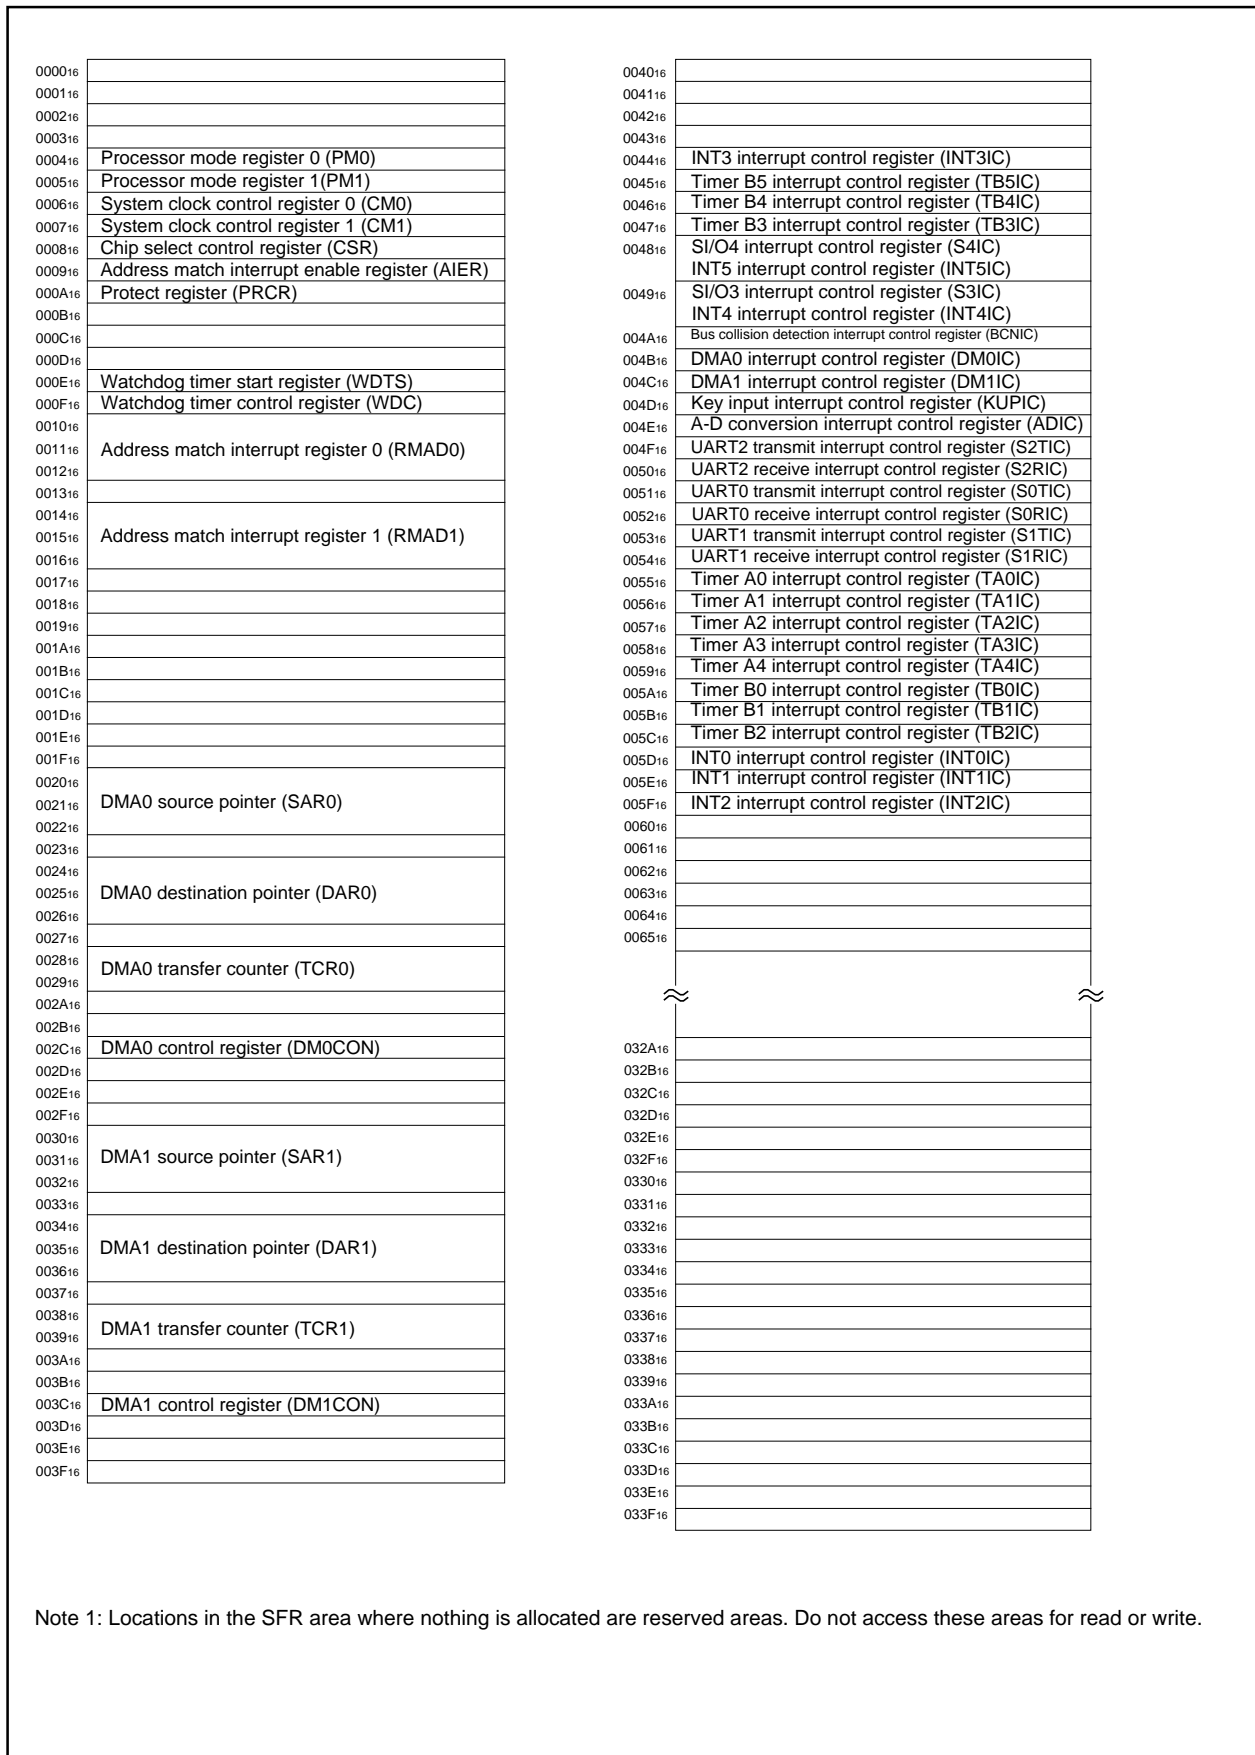 000016
000116
000216
000316
000416 Processor mode register 0 (PM0)
000516 Processor mode register 1(PM1)
000616 System clock control register 0 (CM0)
000716 System clock control register 1 (CM1)
000816 Chip select control register (CSR)
000916 Address match interrupt enable register (AIER)
000A16 Protect register (PRCR)
000B16
000C16
000D16
000E16 Watchdog timer start register (WDTS)
000F16 Watchdog timer control register (WDC)
001016
001116 Address match interrupt register 0 (RMAD0)
001216
001316
001416
001516 Address match interrupt register 1 (RMAD1)
001616
001716
001816
001916
001A16
001B16
001C16
001D16
001E16
001F16
002016
002116 DMA0 source pointer (SAR0)
002216
002316
002416
002516 DMA0 destination pointer (DAR0)
002616
002716
002816
DMA0 transfer counter (TCR0)
002916
002A16
002B16
002C16 DMA0 control register (DM0CON)
002D16
002E16
002F16
003016
003116 DMA1 source pointer (SAR1)
003216
003316
003416
003516 DMA1 destination pointer (DAR1)
003616
003716
003816
DMA1 transfer counter (TCR1)
003916
003A16
003B16
003C16 DMA1 control register (DM1CON)
003D16
003E16
003F16
004016
004116
004216
004316
004416 INT3 interrupt control register (INT3IC)
004516 Timer B5 interrupt control register (TB5IC)
004616 Timer B4 interrupt control register (TB4IC)
004716 Timer B3 interrupt control register (TB3IC)
004816 SI/O4 interrupt control register (S4IC)
INT5 interrupt control register (INT5IC)
004916 SI/O3 interrupt control register (S3IC)
INT4 interrupt control register (INT4IC)
004A16 Bus collision detection interrupt control register (BCNIC)
004B16 DMA0 interrupt control register (DM0IC)
004C16 DMA1 interrupt control register (DM1IC)
004D16 Key input interrupt control register (KUPIC)
004E16 A-D conversion interrupt control register (ADIC)
004F16 UART2 transmit interrupt control register (S2TIC)
005016 UART2 receive interrupt control register (S2RIC)
005116 UART0 transmit interrupt control register (S0TIC)
005216 UART0 receive interrupt control register (S0RIC)
005316 UART1 transmit interrupt control register (S1TIC)
005416 UART1 receive interrupt control register (S1RIC)
005516 Timer A0 interrupt control register (TA0IC)
005616 Timer A1 interrupt control register (TA1IC)
005716 Timer A2 interrupt control register (TA2IC)
005816 Timer A3 interrupt control register (TA3IC)
005916 Timer A4 interrupt control register (TA4IC)
005A16 Timer B0 interrupt control register (TB0IC)
005B16 Timer B1 interrupt control register (TB1IC)
005C16 Timer B2 interrupt control register (TB2IC)
005D16 INT0 interrupt control register (INT0IC)
005E16 INT1 interrupt control register (INT1IC)
005F16 INT2 interrupt control register (INT2IC)
006016
006116
006216
006316
006416
006516
032A16
032B16
032C16
032D16
032E16
032F16
033016
033116
033216
033316
033416
033516
033616
033716
033816
033916
033A16
033B16
033C16
033D16
033E16
033F16
Note 1: Locations in the SFR area where nothing is allocated are reserved areas. Do not access these areas for read or write.